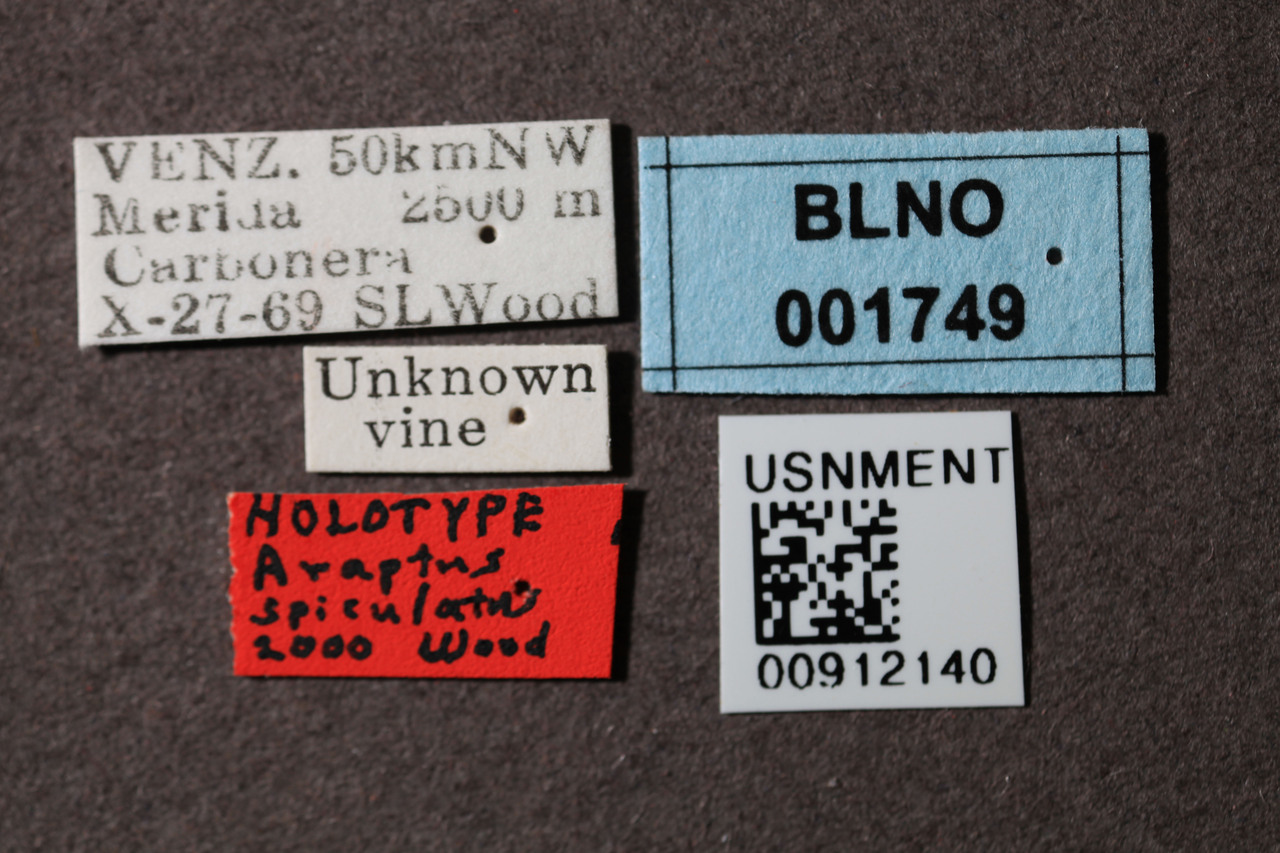 VENZ. 50kmNW
Merida 2500 m
Carbonera
X-27-69 SLWood
Unknown
vine
HOLOTYPE
Araptus
spiculatus
2000 Wood
BLNO
001749
USNMENT
00912140